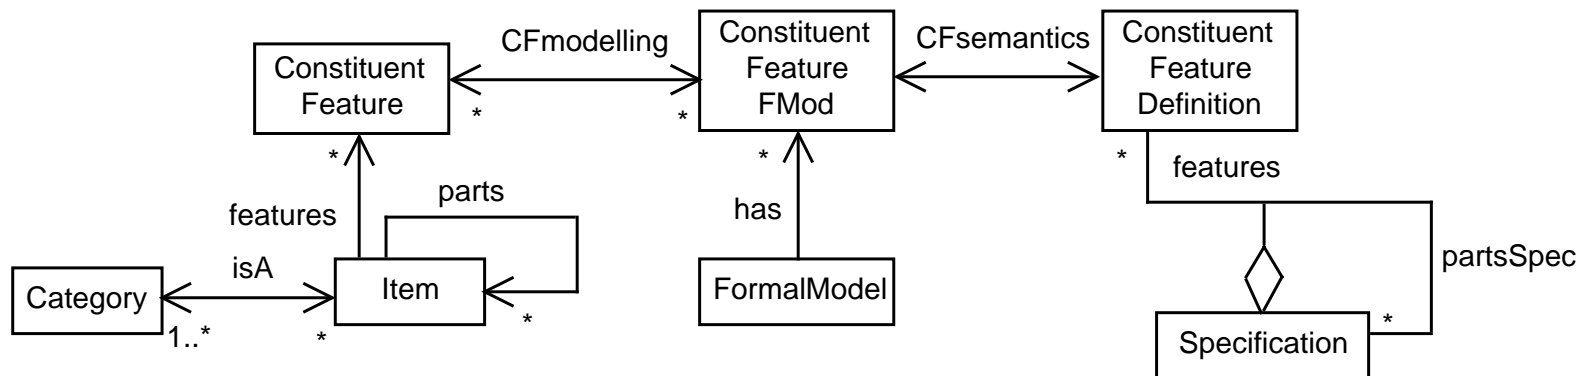 Constituent
Feature
CFmodelling
*
*
Constituent
Feature
FMod
CFsemantics
Constituent
Feature
Definition
*
features
parts
*
has
*
features
Category
isA
1..*
*
Item
*
FormalModel
partsSpec
*
Specification